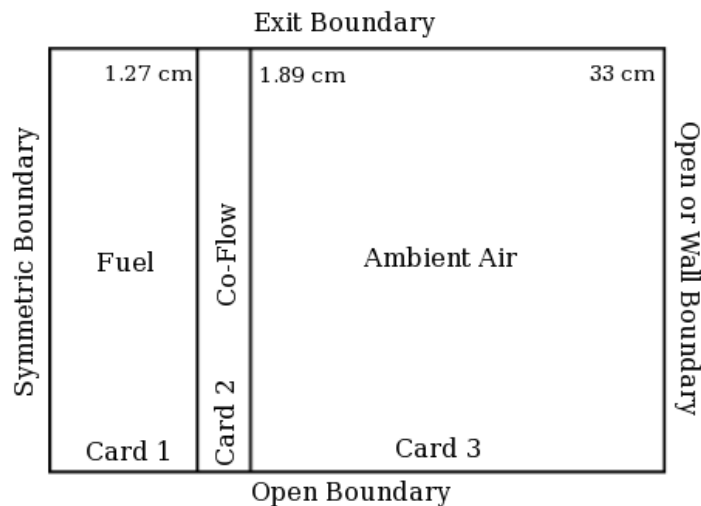 Exit Boundary
1.27 cm
1.89 cm
33 cm
Symmetric Boundary
Fuel
Co-Flow
Ambient Air
Open or Wall Boundary
Card 1
Card 2
Card 3
Open Boundary